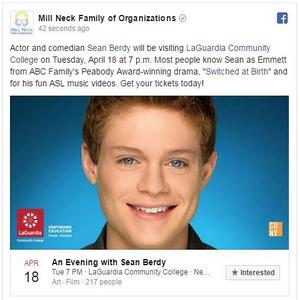 Mill Neck Family of Organizations
42 seconds ago
Actor and comedian Sean Berdy will be visiting LaGuardia Community
College on Tuesday, April 18 at 7 p.m. Most people know Sean as Emmett
from ABC Family's Peabody Award-winning drama, "Switched at Birth" and
for his fun ASL music videos. Get your tickets today!
LaGuardia
Community College
CONTINUING
EDUCATION
CU
NY
APR
18
An Evening with Sean Berdy
Tue 7 PM · LaGuardia Community College · Ne...
Art · Film · 217 people
★ Interested